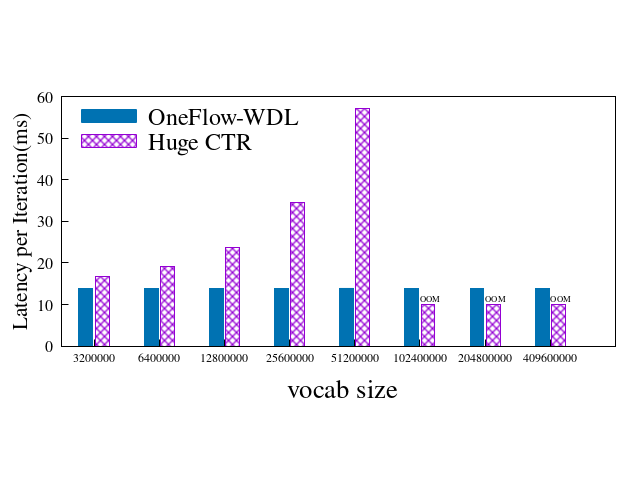 60
50
40
30
20
10
0
Latency per Iteration(ms)
OneFlow-WDL
Huge CTR
OOM OOM OOM
3200000 6400000 12800000 25600000 51200000 102400000 204800000 409600000
vocab size